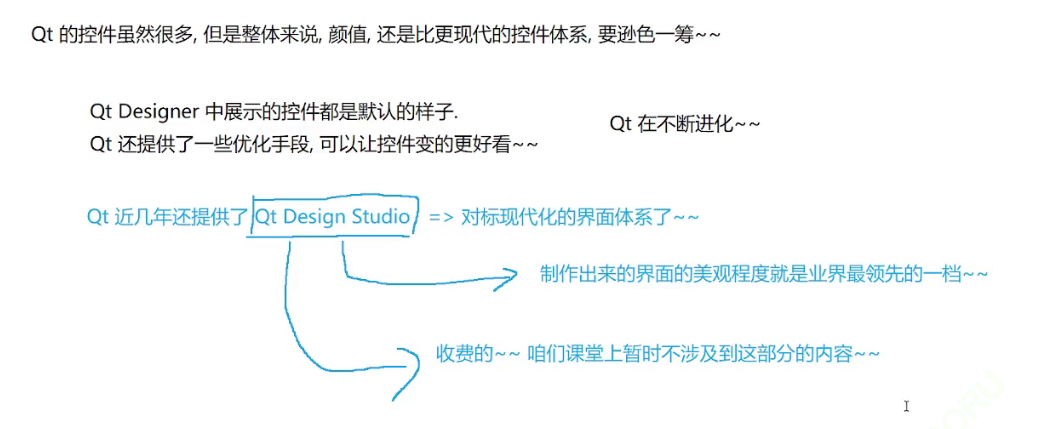 Qt 的控件虽然很多, 但是整体来说, 颜值, 还是比更现代的控件体系, 要逊色一筹~~
Qt Designer 中展示的控件都是默认的样子.
Qt 还提供了一些优化手段, 可以让控件变的更好看~~
Qt 在不断进化~~
Qt 近几年还提供了 Qt Design Studio => 对标现代化的界面体系了~~
制作出来的界面的美观程度就是业界最领先的一档~~
收费的~~ 咱们课堂上暂时不涉及到这部分的内容~~